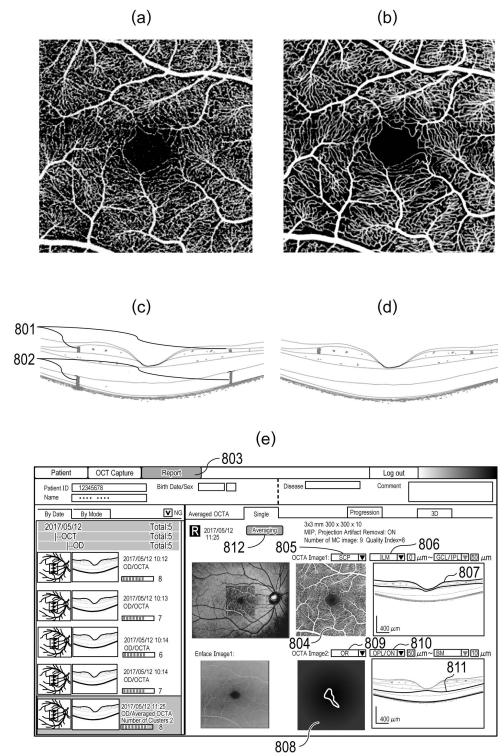 (a)
(b)
(c)
(d)
801
802
(e)
803
Patient
OCT Capture
Report
Log out
Patient ID
12345678
Birth Date/Sex
Disease
Comment
Name
By Date
By Mode
V NG
Averaged OCTA
Single
Progression
3D
2017/05/12 Total:5
|-OCT Total:5
|-OD Total:5
R
2017/05/12
11:25
Averaging
812
3x3 mm 300 x 300 x 10
MIP, Projection Artifact Removal: ON
Number of MC image: 9 Quality Index=8
805
806
OCTA Image1:
SCP
ILM
0
μm~
GCL/IPL
μm
807
804
400 μm
2017/05/12 10:12
OD/OCTA
8
2017/05/12 10:13
OD/OCTA
7
2017/05/12 10:14
OD/OCTA
6
2017/05/12 10:14
OD/OCTA
7
2017/05/12 11:25
OD/Averaged OCTA
Number of Clusters:2
8
Enface Image1:
809
810
OCTA Image2:
OR
μm~
BM
10
μm
811
400 μm
808